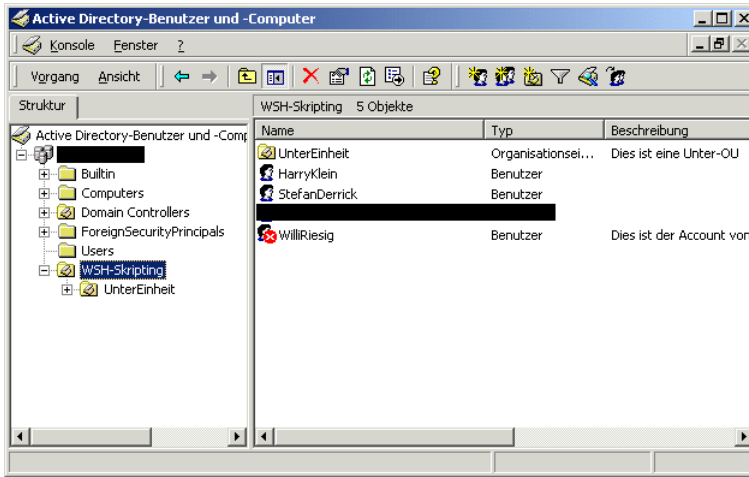 Active Directory-Benutzer und -Computer
Konsole Fenster ?
Vorgang Ansicht
Struktur
WSH-Skripting 5 Objekte
Active Directory-Benutzer und -Comp
Name Typ Beschreibung
UnterEinheit Organisationsei... Dies ist eine Unter-OU
Builtin
HarryKlein Benutzer
Computers
StefanDerrick Benutzer
Domain Controllers
ForeignSecurityPrincipals
WilliRiesig Benutzer Dies ist der Account von
Users
WSH-Skripting
UnterEinheit